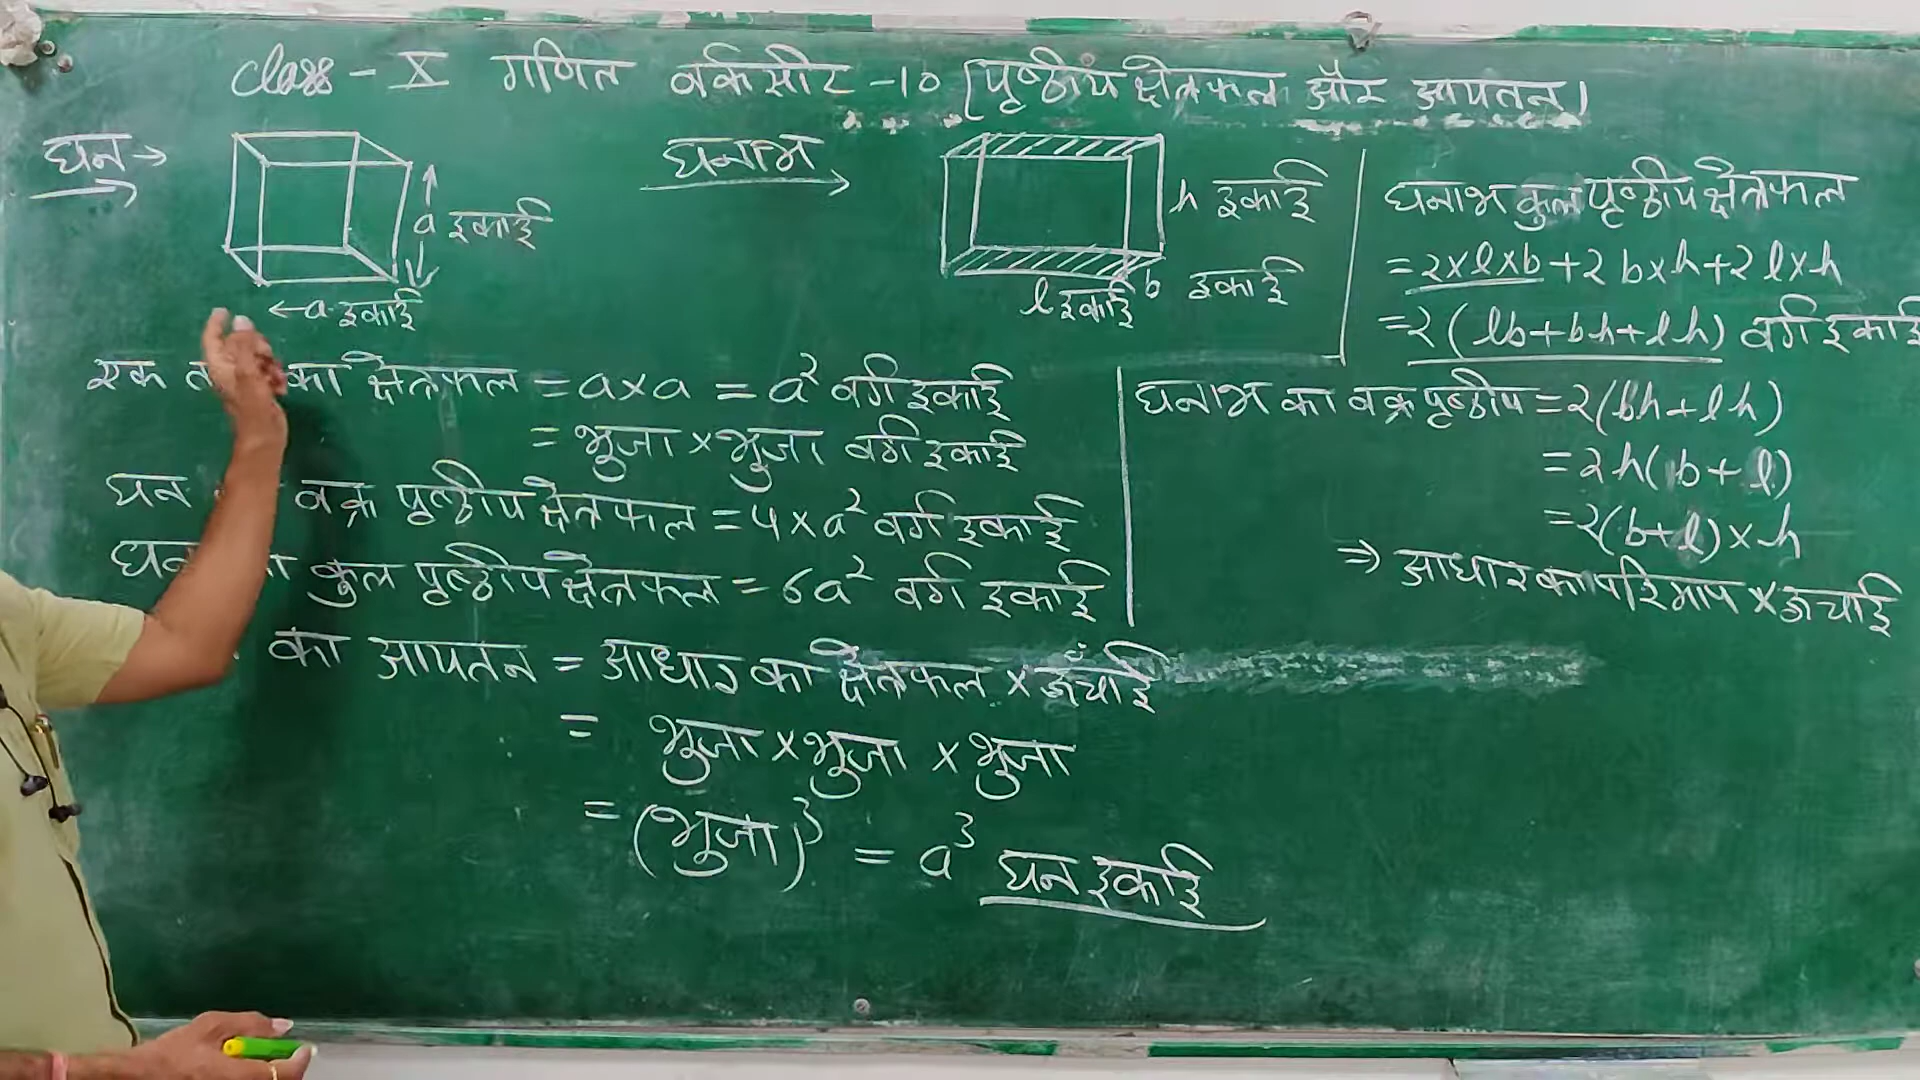 Class - X गणित वर्कसीट -10 [पृष्ठीय क्षेत्रफल और आयतन]
घन →
a इकाई
← a इकाई
घनाभ
h इकाई
b इकाई
l इकाई
घनाभ कुल पृष्ठीय क्षेत्रफल
= 2×l×b + 2 b×h + 2 l×h
= 2 ( lb + bh + lh ) वर्ग इकाई
एक का क्षेत्रफल = a×a = a² वर्ग इकाई
= भुजा × भुजा वर्ग इकाई
घन वक्र पृष्ठीय क्षेत्रफल = 4×a² वर्ग इकाई
घन कुल पृष्ठीय क्षेत्रफल = 6a² वर्ग इकाई
का आयतन = आधार का क्षेत्रफल × ऊँचाई
= भुजा × भुजा × भुजा
= (भुजा)³ = a³ घन इकाई
घनाभ का वक्र पृष्ठीय = 2(bh + lh)
= 2h(b + l)
= 2(b+l) × h
⇒ आधार का परिमाप × ऊचाई